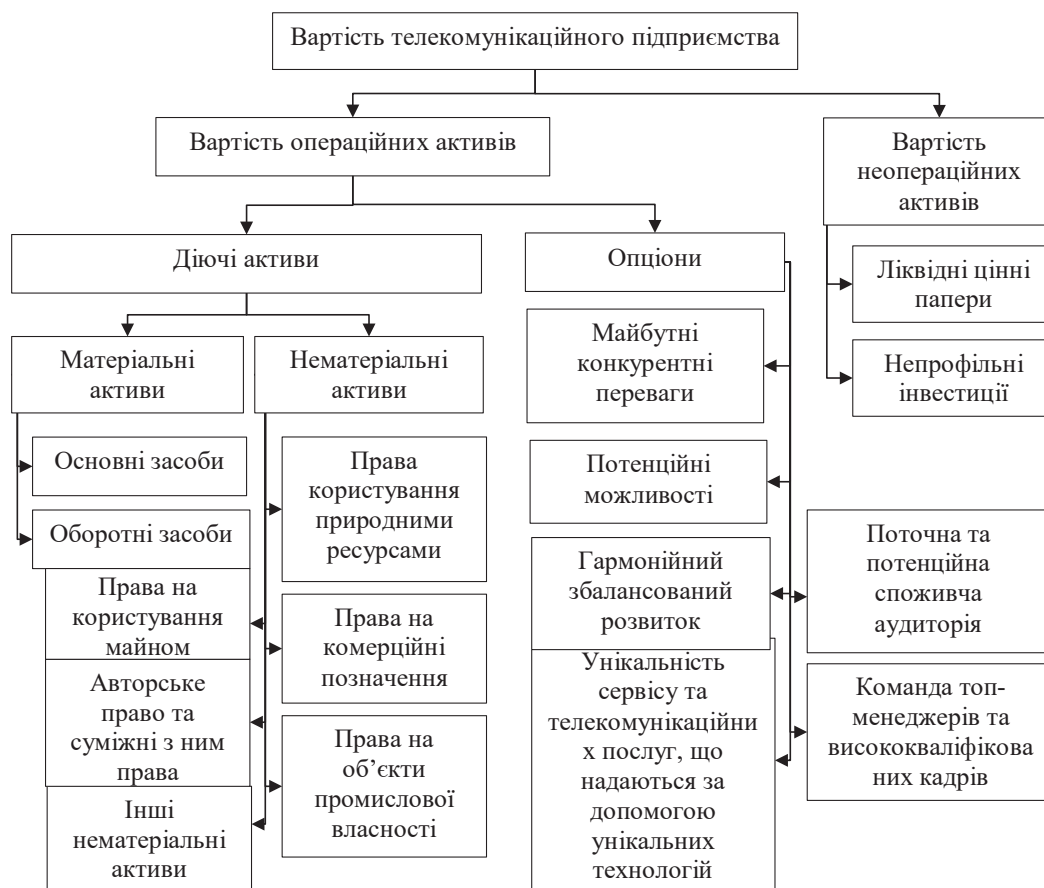 Вартість телекомунікаційного підприємства
Вартість операційних активів
Вартість
неопераційних
активів
Діючі активи
Опціони
Ліквідні цінні
папери
Непрофільні
інвестиції
Матеріальні
активи
Нематеріальні
активи
Основні засоби
Оборотні засоби
Права на
користування
майном
Авторське
право та
суміжні з ним
права
Інші
нематеріальні
активи
Права
користування
природними
ресурсами
Права на
комерційні
позначення
Права на
об’єкти
промислової
власності
Майбутні
конкурентні
переваги
Потенційні
можливості
Гармонійний
збалансований
розвиток
Унікальність
сервісу та
телекомунікаційни
х послуг, що
надаються за
допомогою
унікальних
технологій
Поточна та
потенційна
споживча
аудиторія
Команда топ-
менеджерів та
висококваліфікова
них кадрів